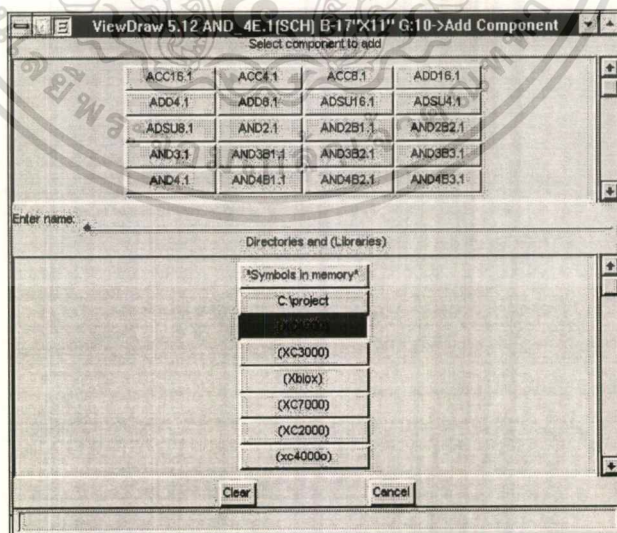 ViewDraw 5.12 AND_4E.1(SCH) B-17"X11" G:10->Add Component
Select component to add
ACC16.1 ACC4.1 ACC8.1 ADD16.1
ADD4.1 ADD8.1 ADSU16.1 ADSU4.1
ADSU8.1 AND2.1 AND2B1.1 AND2B2.1
AND3.1 AND3B1.1 AND3B2.1 AND3B3.1
AND4.1 AND4B1.1 AND4B2.1 AND4B3.1
Enter name:
Directories and (Libraries)
*Symbols in memory*
C:\project
(XC3000)
(Xblox)
(XC7000)
(XC2000)
(xc4000o)
Clear Cancel